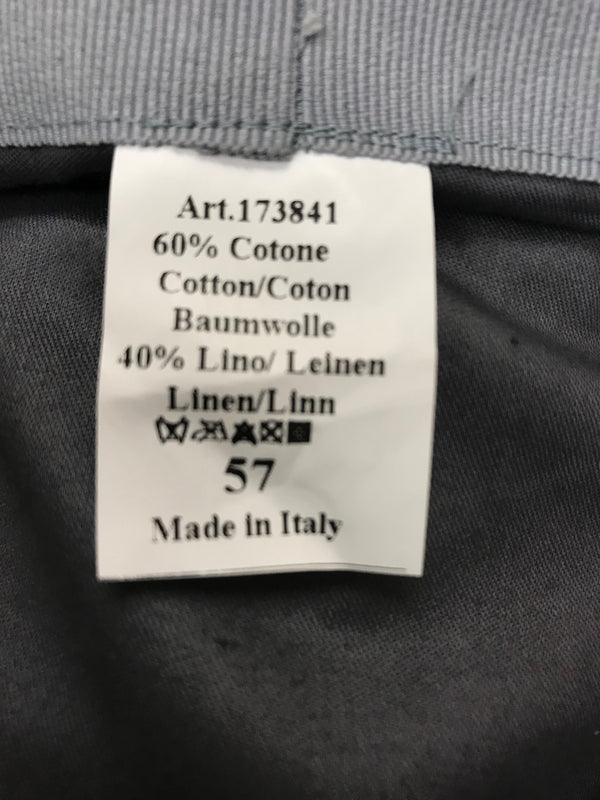 Art.173841
60% Cotone
Cotton/Coton
Baumwolle
40% Lino/ Leinen
Linen/Linn
57
Made in Italy